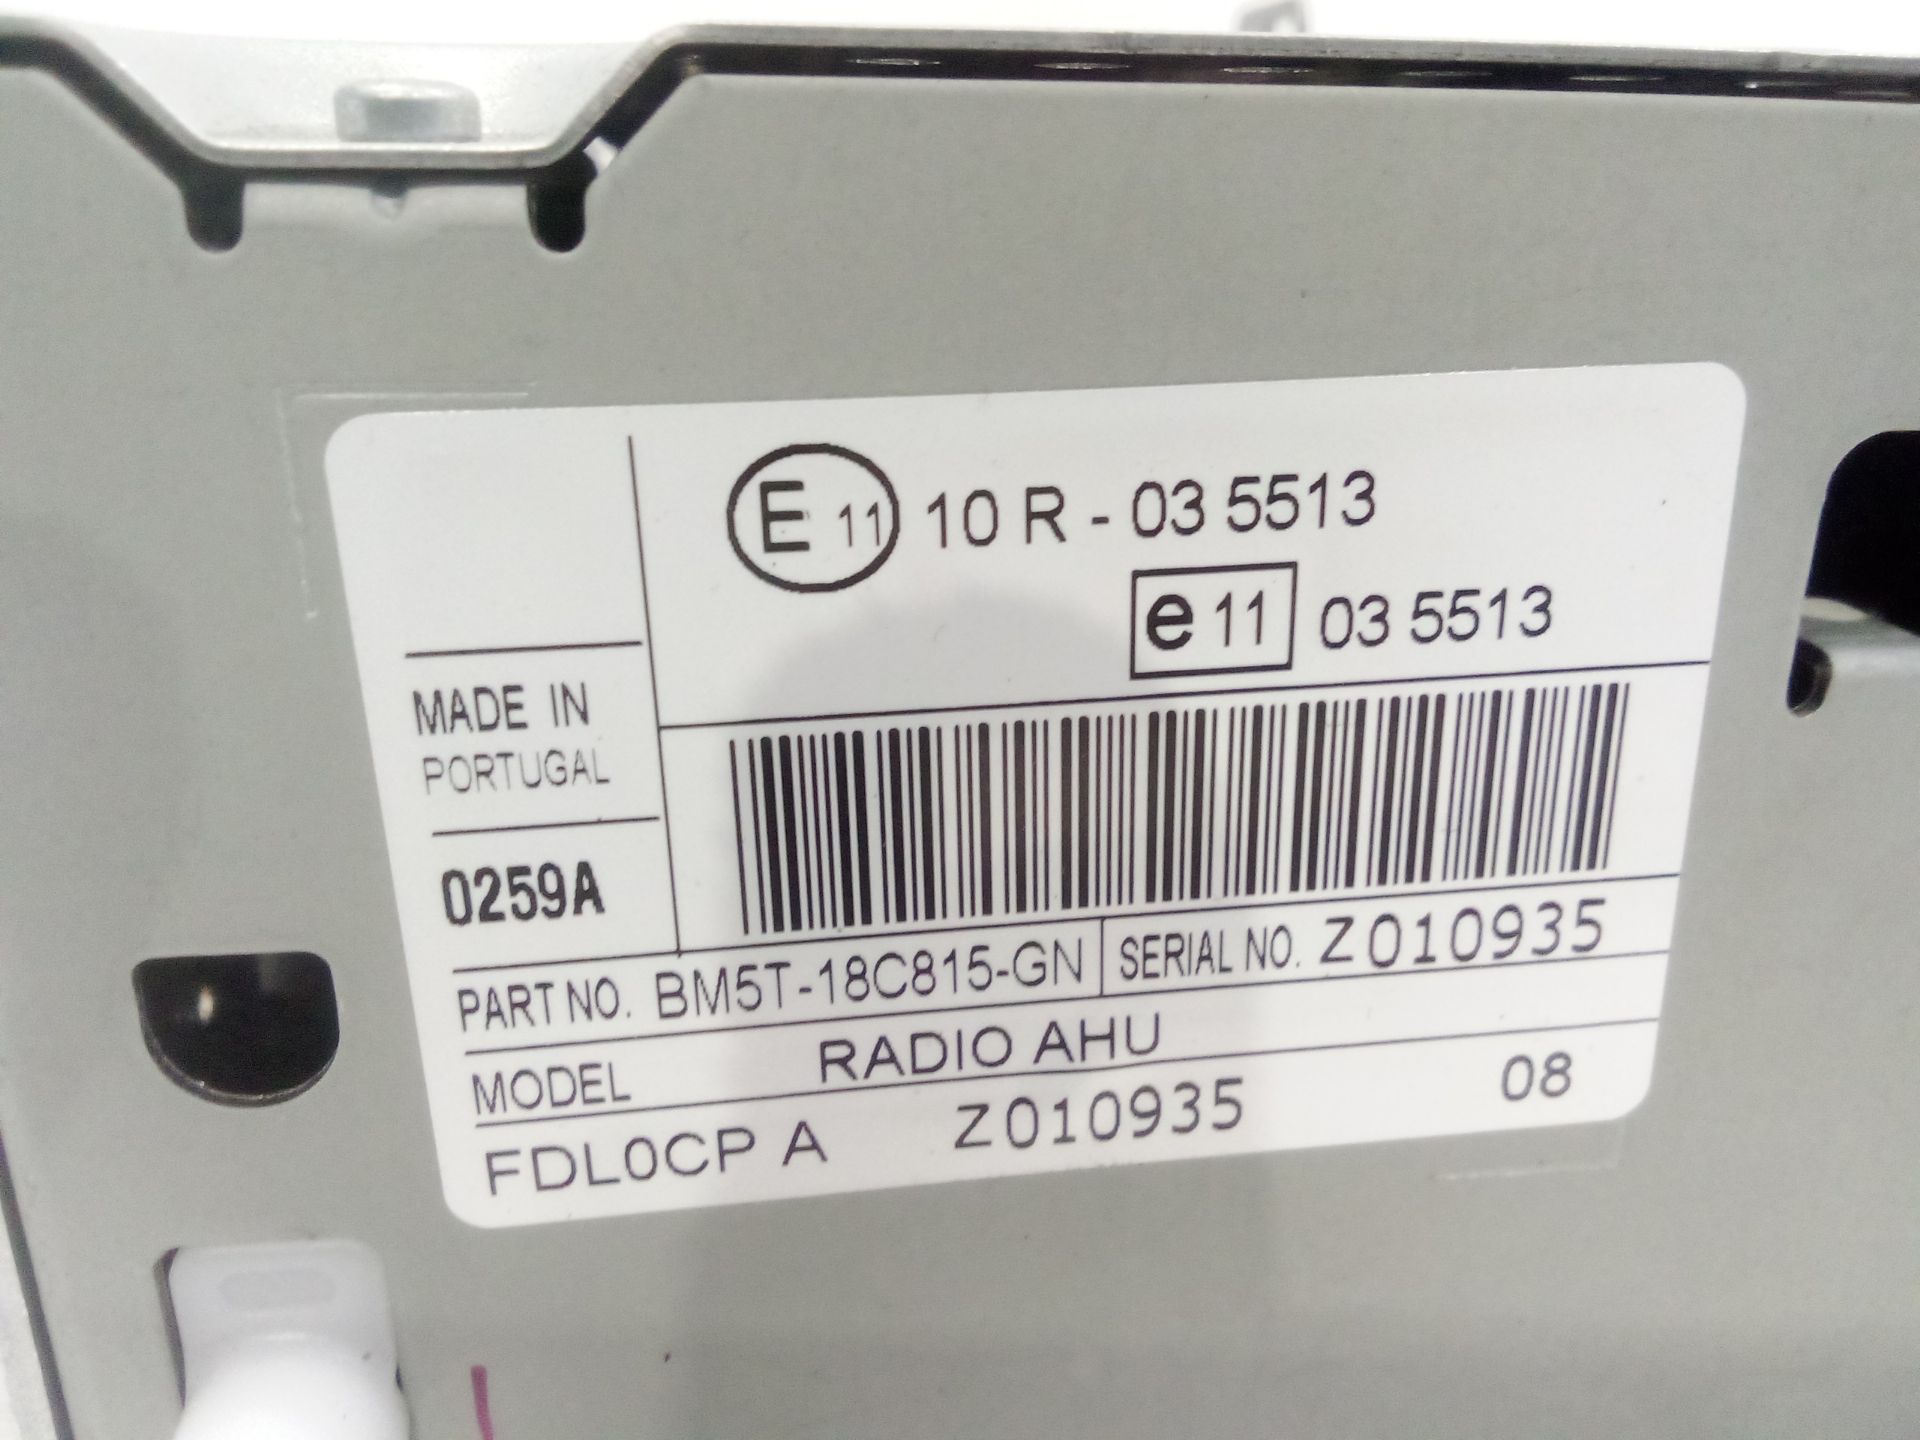 E 11 10 R - 03 5513
e 11 03 5513
MADE IN
PORTUGAL
0259A
PART NO. BM5T-18C815-GN SERIAL NO. Z010935
MODEL RADIO AHU
FDL0CP A Z010935 08